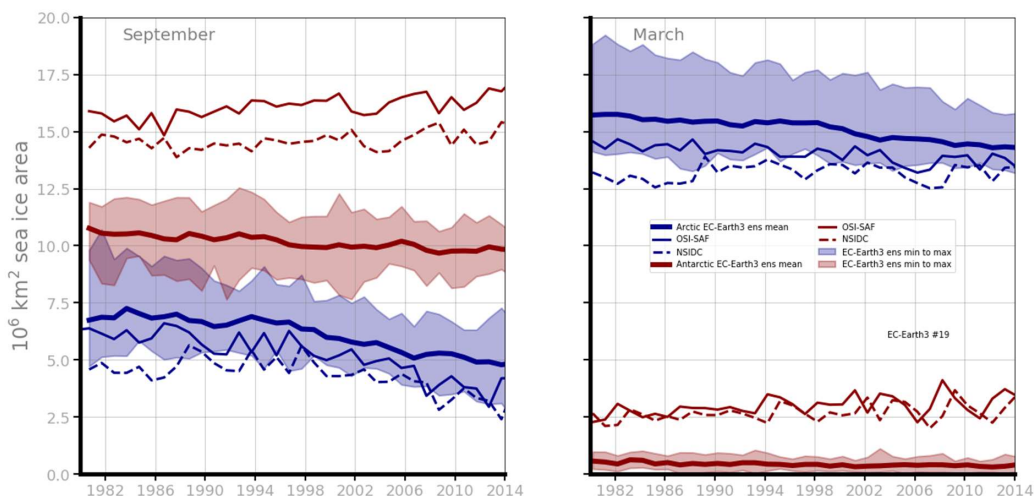 September
March
10⁶ km² sea ice area
20.0
17.5
15.0
12.5
10.0
7.5
5.0
2.5
0.0
1982 1986 1990 1994 1998 2002 2006 2010 2014
Arctic EC-Earth3 ens mean
OSI-SAF
NSIDC
Antarctic EC-Earth3 ens mean
OSI-SAF
NSIDC
EC-Earth3 ens min to max
EC-Earth3 ens min to max
EC-Earth3 #19
1982 1986 1990 1994 1998 2002 2006 2010 2014